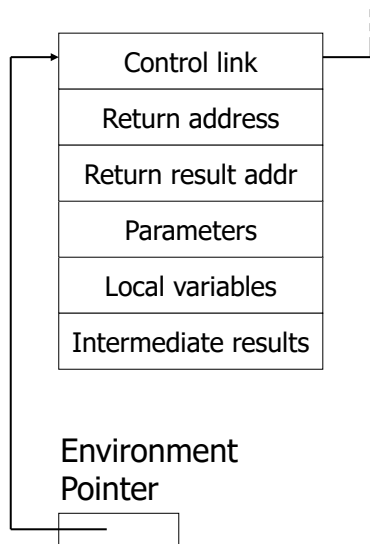 Control link
Return address
Return result addr
Parameters
Local variables
Intermediate results
Environment
Pointer